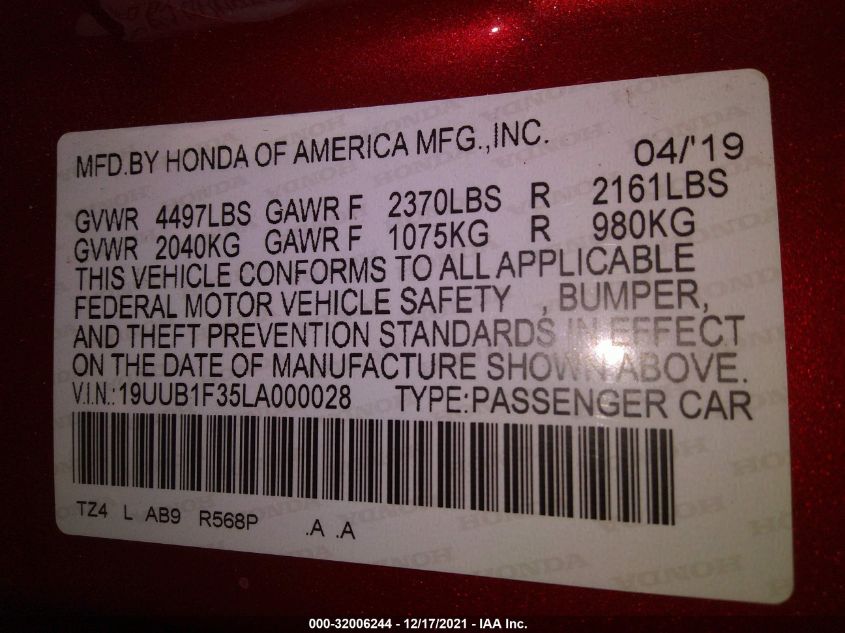 MFD.BY HONDA OF AMERICA MFG.,INC. 04/'19
GVWR 4497LBS GAWR F 2370LBS R 2161LBS
GVWR 2040KG GAWR F 1075KG R 980KG
THIS VEHICLE CONFORMS TO ALL APPLICABLE
FEDERAL MOTOR VEHICLE SAFETY , BUMPER,
AND THEFT PREVENTION STANDARDS IN EFFECT
ON THE DATE OF MANUFACTURE SHOWN ABOVE.
V.I.N.:19UUB1F35LA000028 TYPE:PASSENGER CAR
TZ4 L AB9 R568P .A .A
000-32006244 - 12/17/2021 - IAA Inc.